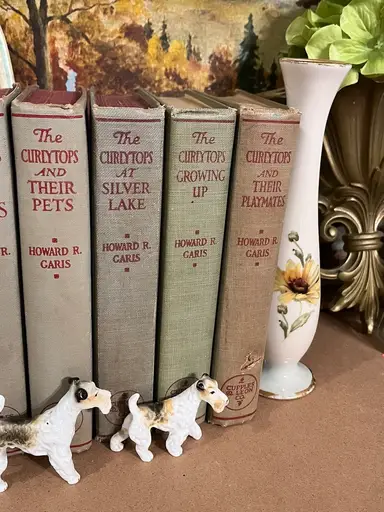 The
CURLYTOPS
AND
THEIR
PETS
HOWARD R.
GARIS
The
CURLYTOPS
AT
SILVER
LAKE
HOWARD R.
GARIS
The
CURLYTOPS
GROWING
UP
HOWARD R.
GARIS
The
CURLYTOPS
AND
THEIR
PLAYMATES
HOWARD R.
GARIS
CUPPLES
& LEON
CO.